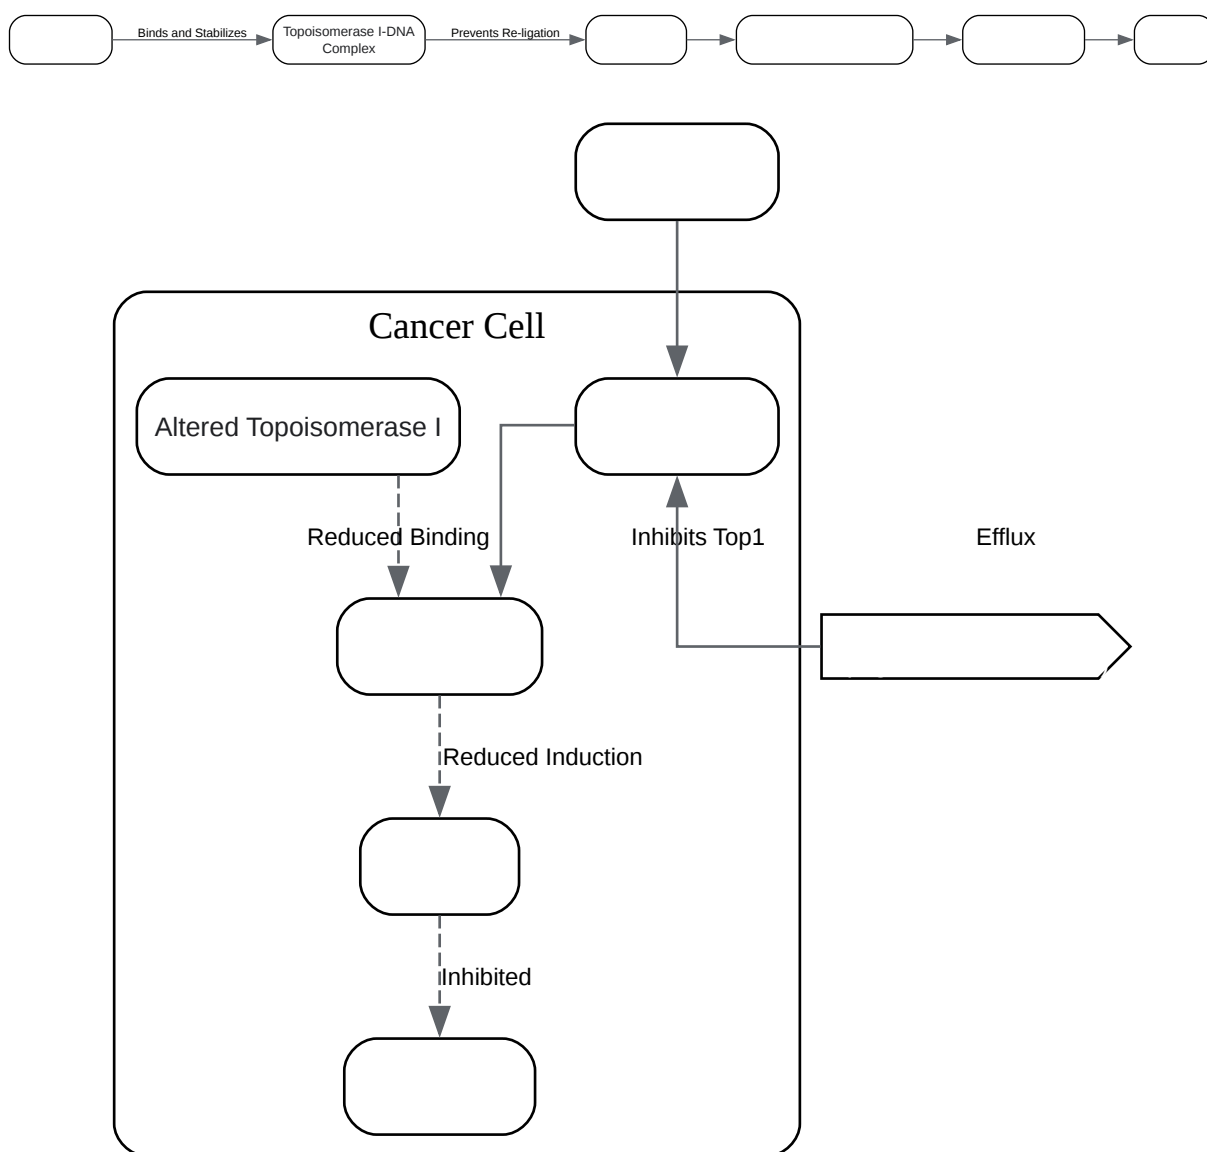 Binds and Stabilizes
Topoisomerase I-DNA
Complex
Prevents Re-ligation
Cancer Cell
Altered Topoisomerase I
Reduced Binding
Inhibits Top1
Efflux
Reduced Induction
Inhibited